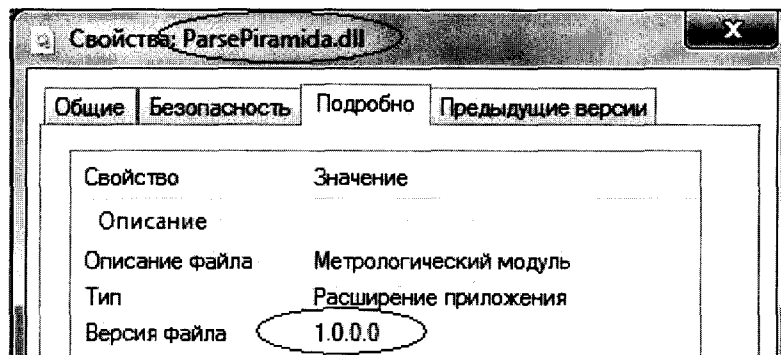 Свойства: ParsePiramida.dll
x
Общие Безопасность Подробно Предыдущие версии
Свойство Значение
Описание
Описание файла Метрологический модуль
Тип Расширение приложения
Версия файла 1.0.0.0